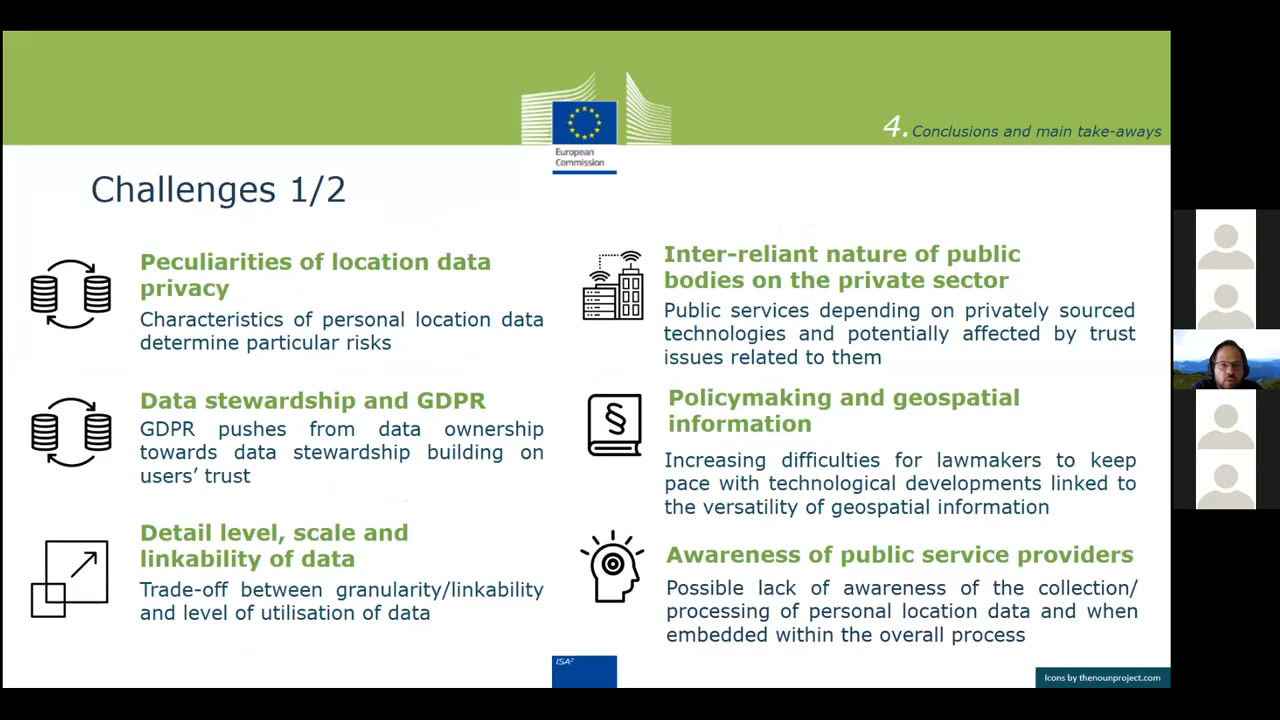 4. Conclusions and main take-aways
European
Commission
Challenges 1/2
Peculiarities of location data
privacy
Characteristics of personal location data
determine particular risks
Data stewardship and GDPR
GDPR pushes from data ownership
towards data stewardship building on
users’ trust
Detail level, scale and
linkability of data
Trade-off between granularity/linkability
and level of utilisation of data
Inter-reliant nature of public
bodies on the private sector
Public services depending on privately sourced
technologies and potentially affected by trust
issues related to them
§
Policymaking and geospatial
information
Increasing difficulties for lawmakers to keep
pace with technological developments linked to
the versatility of geospatial information
Awareness of public service providers
Possible lack of awareness of the collection/
processing of personal location data and when
embedded within the overall process
ISA²
Icons by thenounproject.com